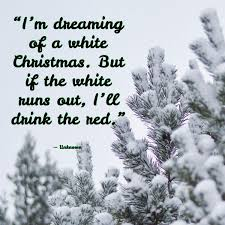 “I’m dreaming
of a white
Christmas. But
if the white
runs out, I’ll
drink the red.”
— Unknown